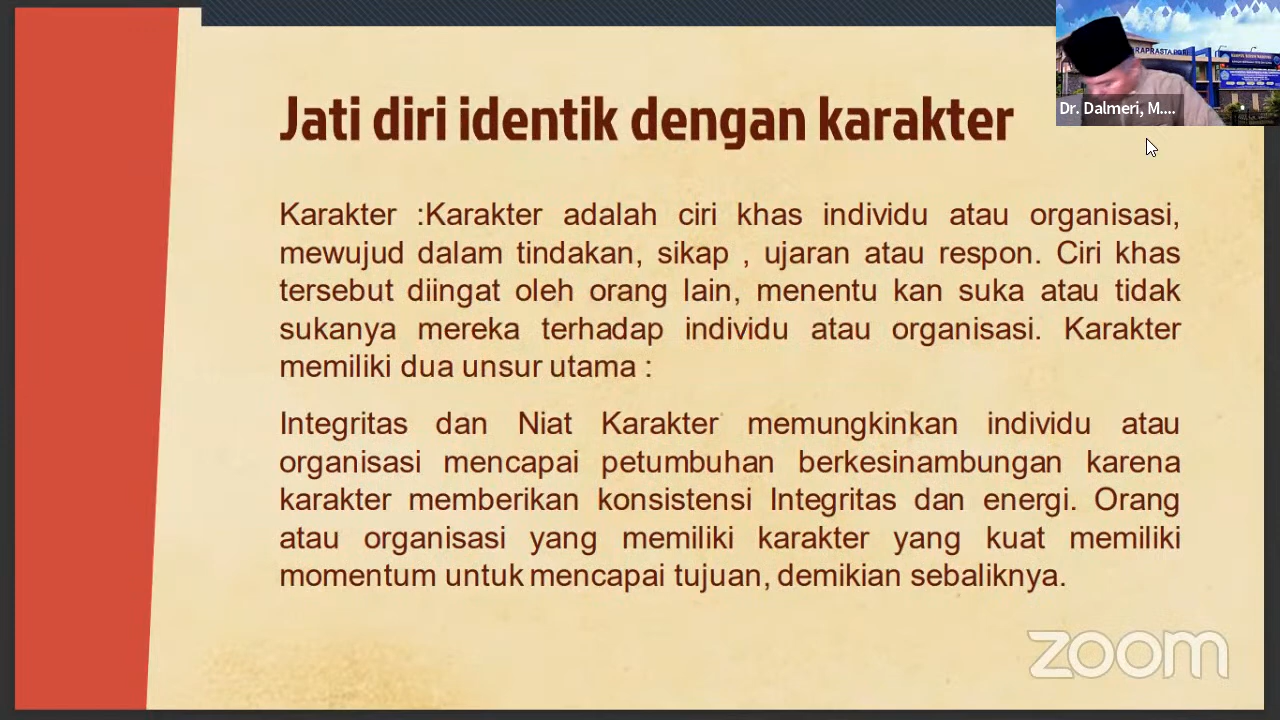 Jati diri identik dengan karakter
RAPRASTA PGRI
Dr. Dalmeri, M....
Karakter :Karakter adalah ciri khas individu atau organisasi,
mewujud dalam tindakan, sikap , ujaran atau respon. Ciri khas
tersebut diingat oleh orang lain, menentu kan suka atau tidak
sukanya mereka terhadap individu atau organisasi. Karakter
memiliki dua unsur utama :
Integritas dan Niat Karakter memungkinkan individu atau
organisasi mencapai petumbuhan berkesinambungan karena
karakter memberikan konsistensi Integritas dan energi. Orang
atau organisasi yang memiliki karakter yang kuat memiliki
momentum untuk mencapai tujuan, demikian sebaliknya.
zoom